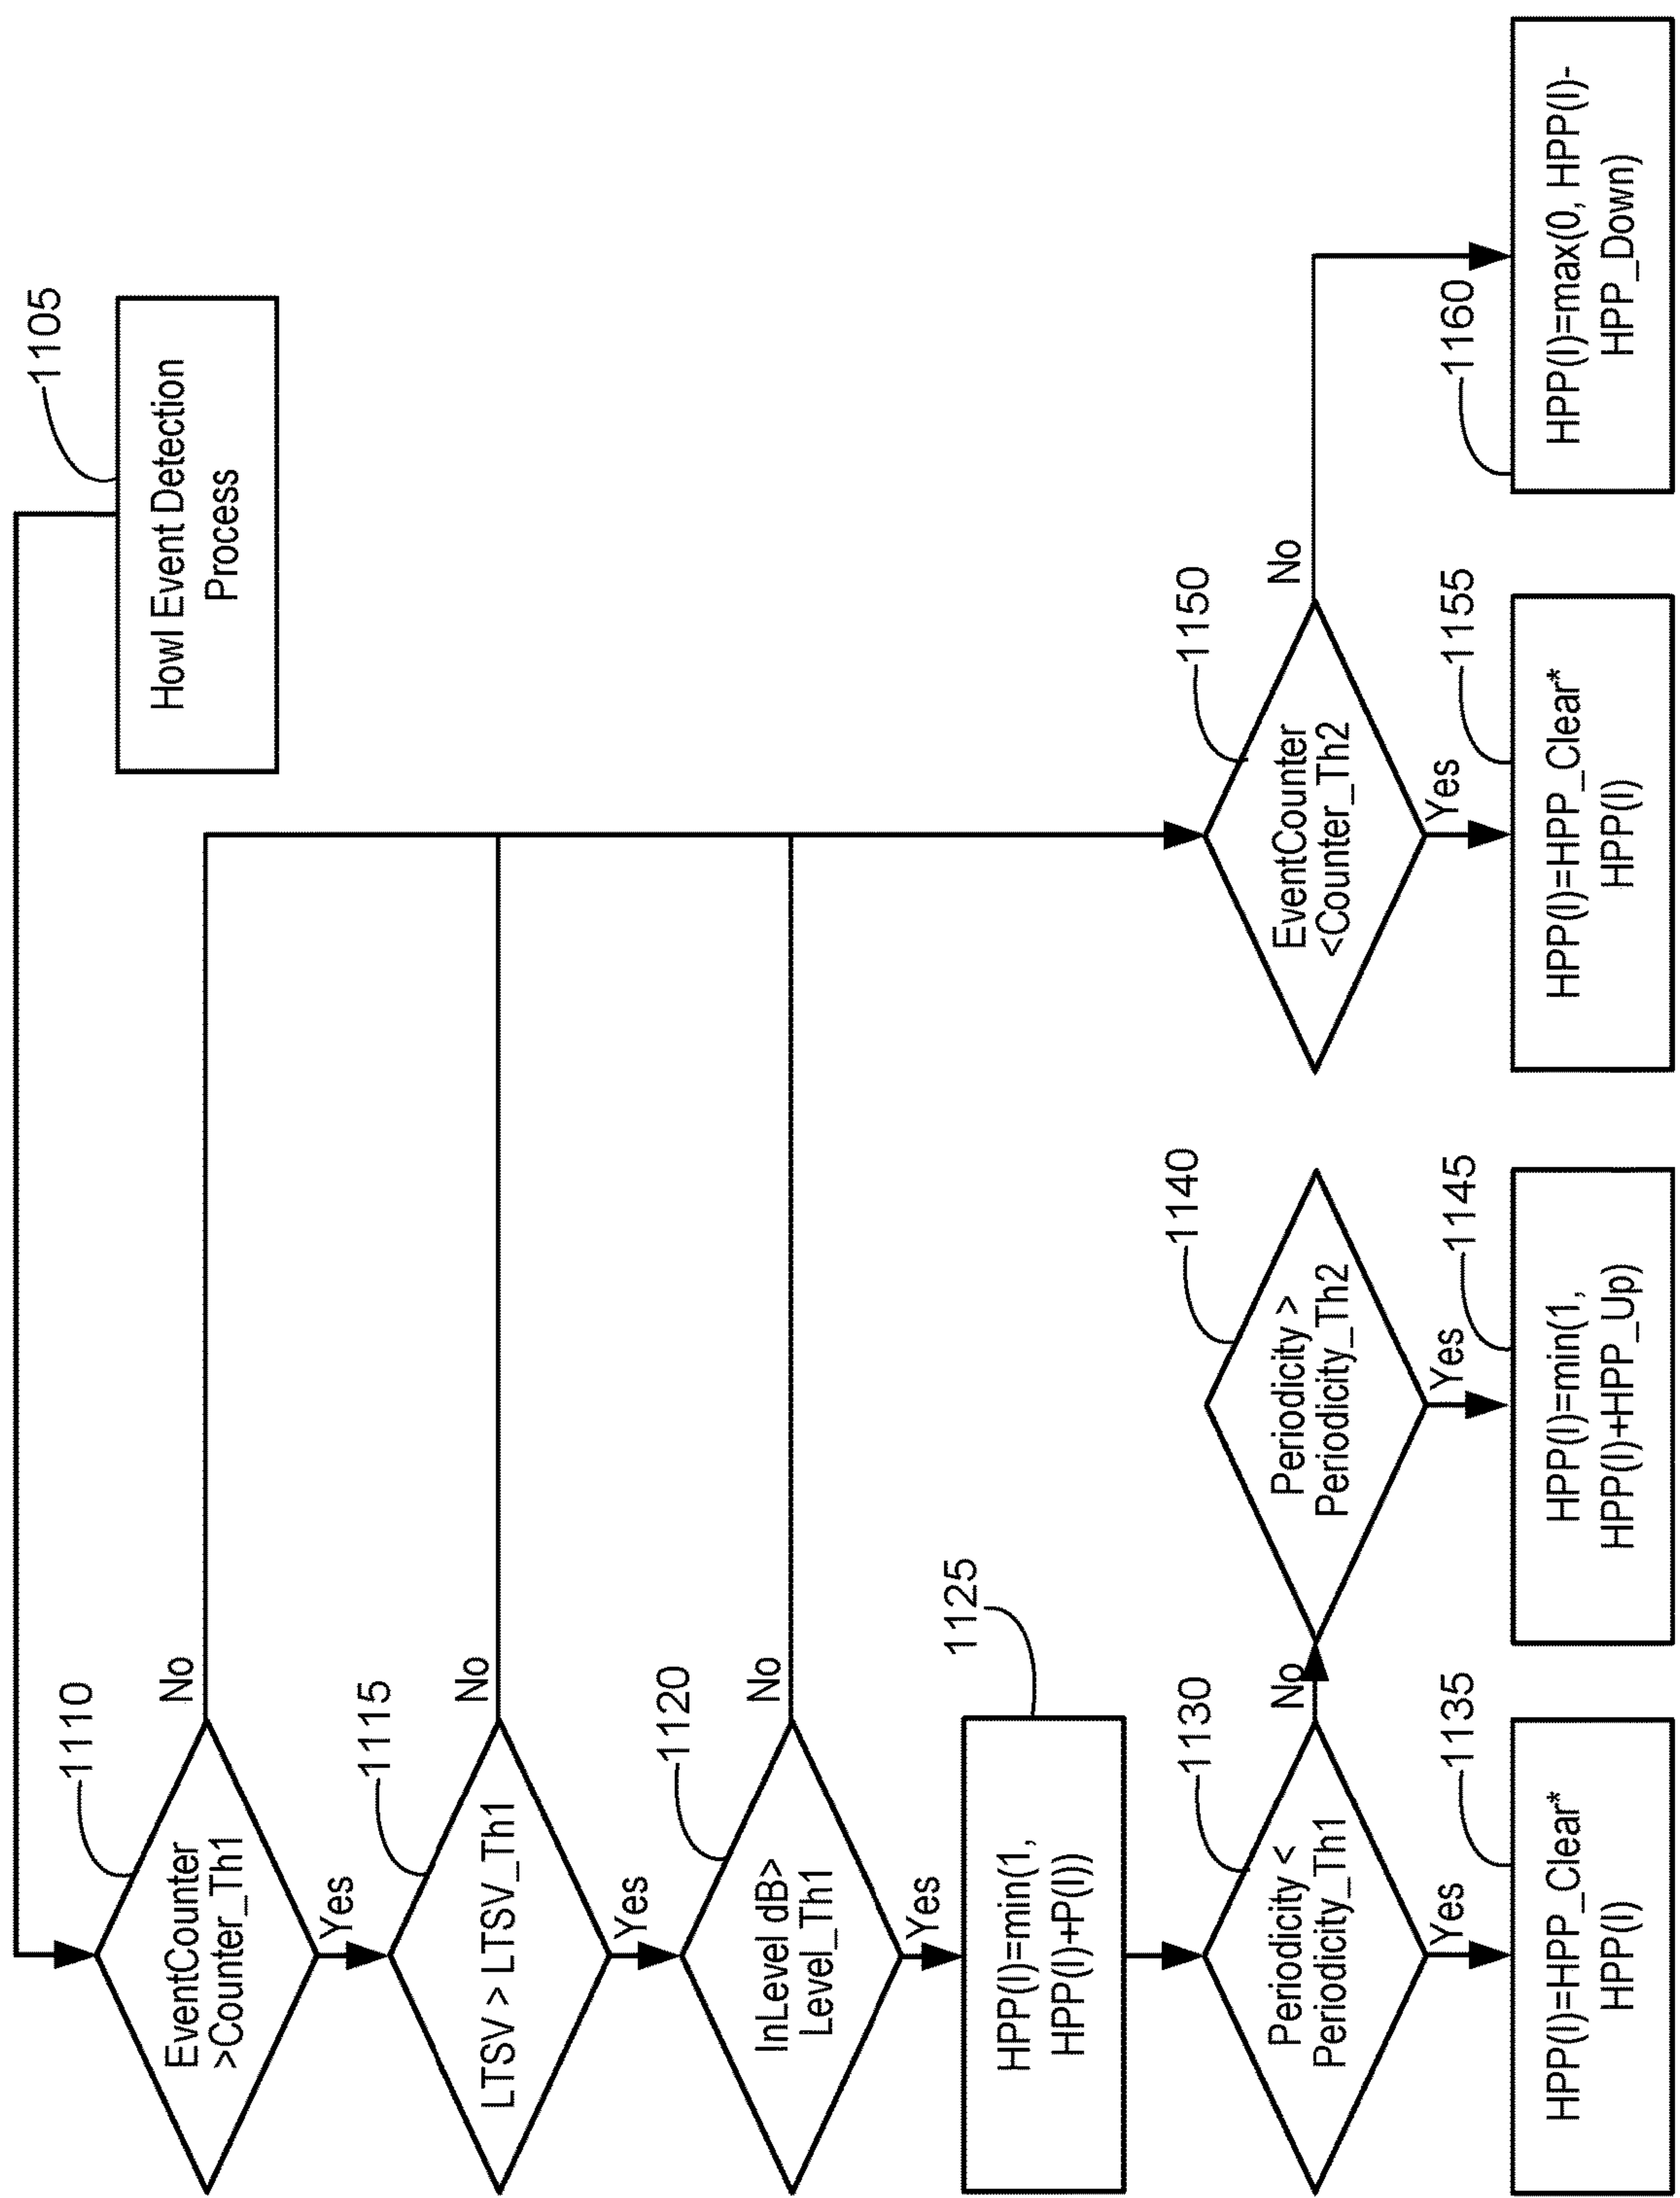 1105
Howl Event Detection
Process
1110
EventCounter
>Counter_Th1
No
Yes
1115
LTSV > LTSV_Th1
No
Yes
1120
InLevel dB>
Level_Th1
No
Yes
1125
HPP(I)=min(1,
HPP(I)+P(I))
1130
Periodicity <
Periodicity_Th1
No
Yes
1135
HPP(I)=HPP_Clear*
HPP(I)
1140
Periodicity >
Periodicity_Th2
Yes
1145
HPP(I)=min(1,
HPP(I)+HPP_Up)
1150
EventCounter
<Counter_Th2
No
Yes
1155
HPP(I)=HPP_Clear*
HPP(I)
1160
HPP(I)=max(0, HPP(I)-
HPP_Down)